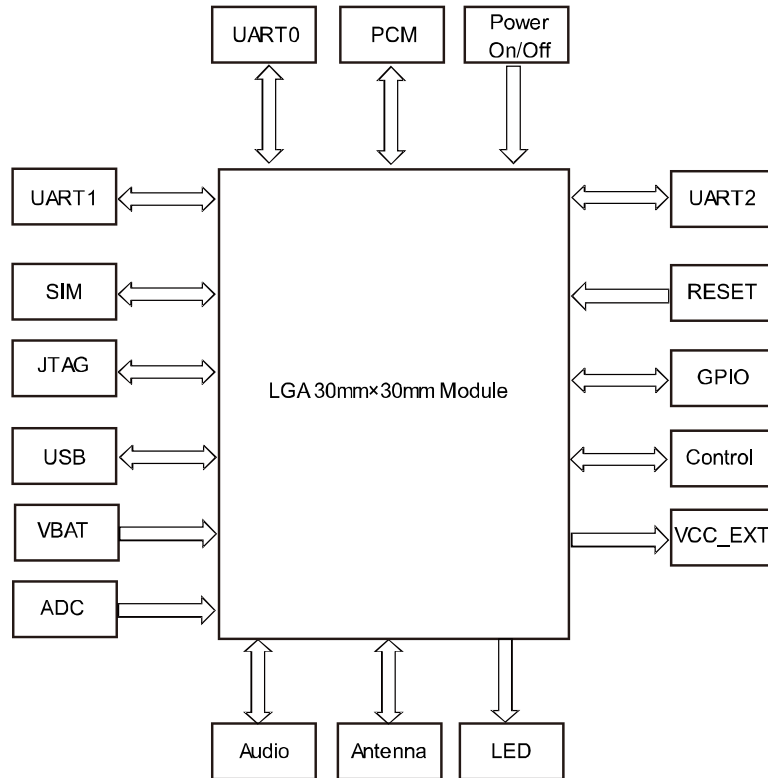 UART0
PCM
Power
On/Off
UART1
UART2
SIM
RESET
JTAG
GPIO
LGA 30mm×30mm Module
USB
Control
VBAT
VCC_EXT
ADC
Audio
Antenna
LED